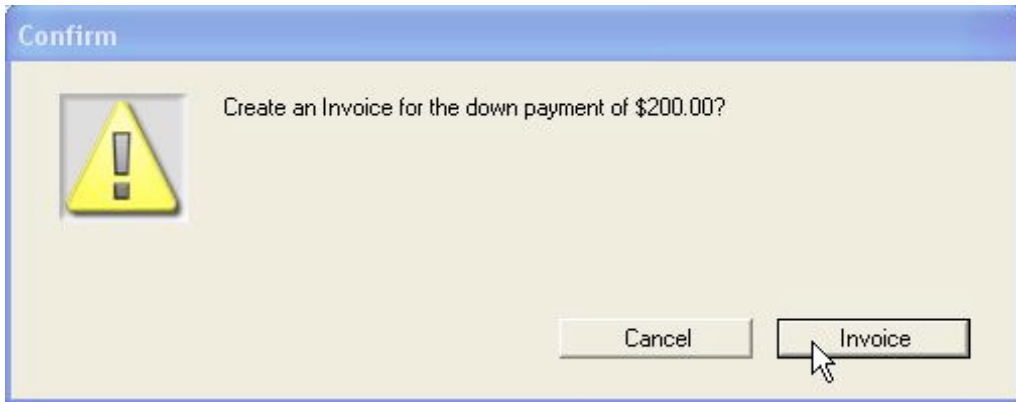 Confirm
Create an Invoice for the down payment of $200.00?
Cancel
Invoice